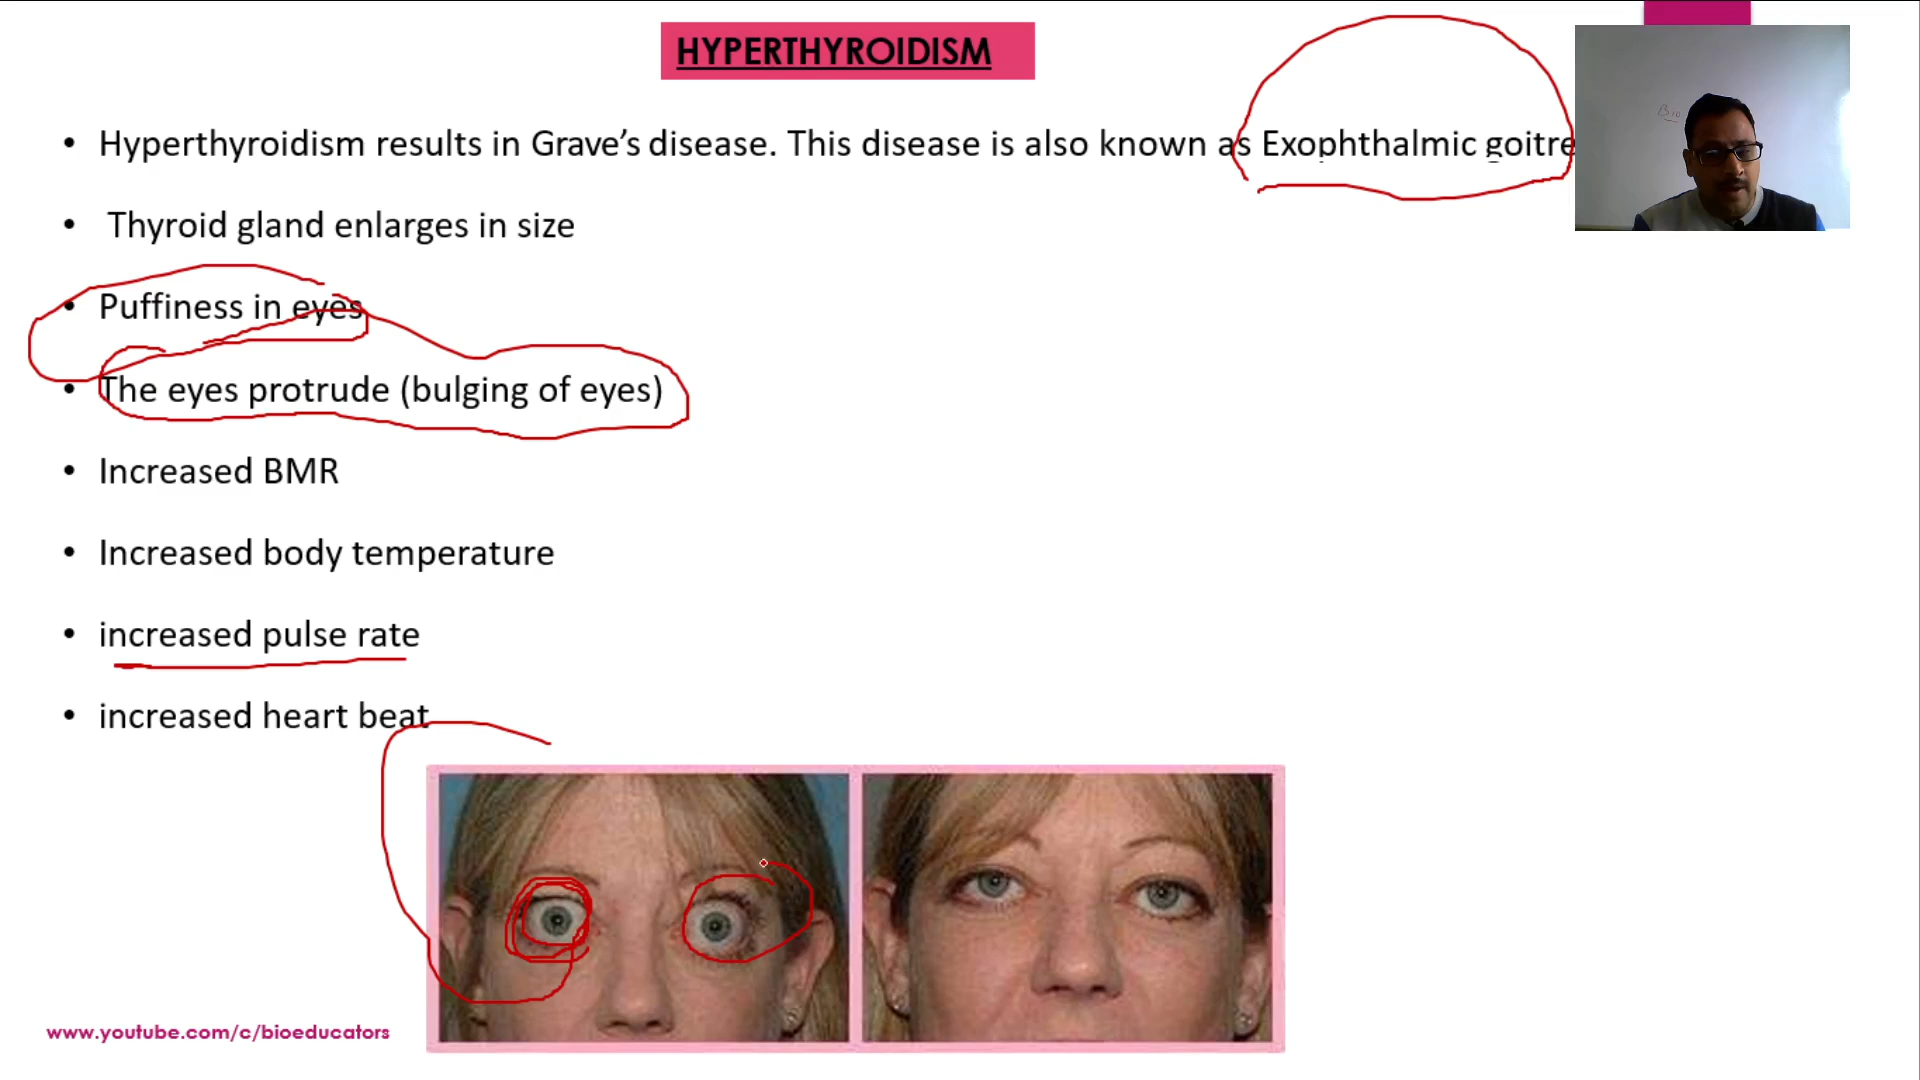 HYPERTHYROIDISM
• Hyperthyroidism results in Grave’s disease. This disease is also known as Exophthalmic goitre
• Thyroid gland enlarges in size
• Puffiness in eyes
• The eyes protrude (bulging of eyes)
• Increased BMR
• Increased body temperature
• increased pulse rate
• increased heart beat
www.youtube.com/c/bioeducators